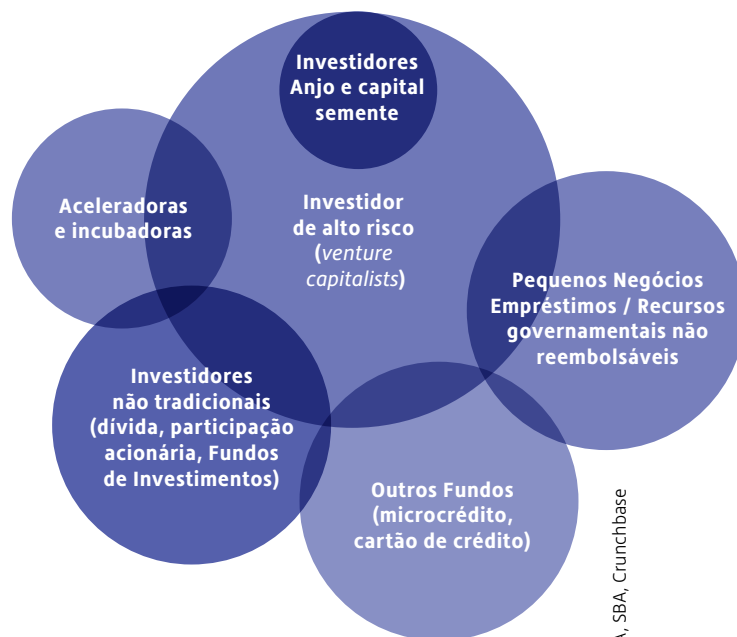 Investidores
Anjo e capital
semente
Aceleradoras
e incubadoras
Investidor
de alto risco
(venture
capitalists)
Pequenos Negócios
Empréstimos / Recursos
governamentais não
reembolsáveis
Investidores
não tradicionais
(dívida, participação
acionária, Fundos
de Investimentos)
Outros Fundos
(microcrédito,
cartão de crédito)
SBA, Crunchbase